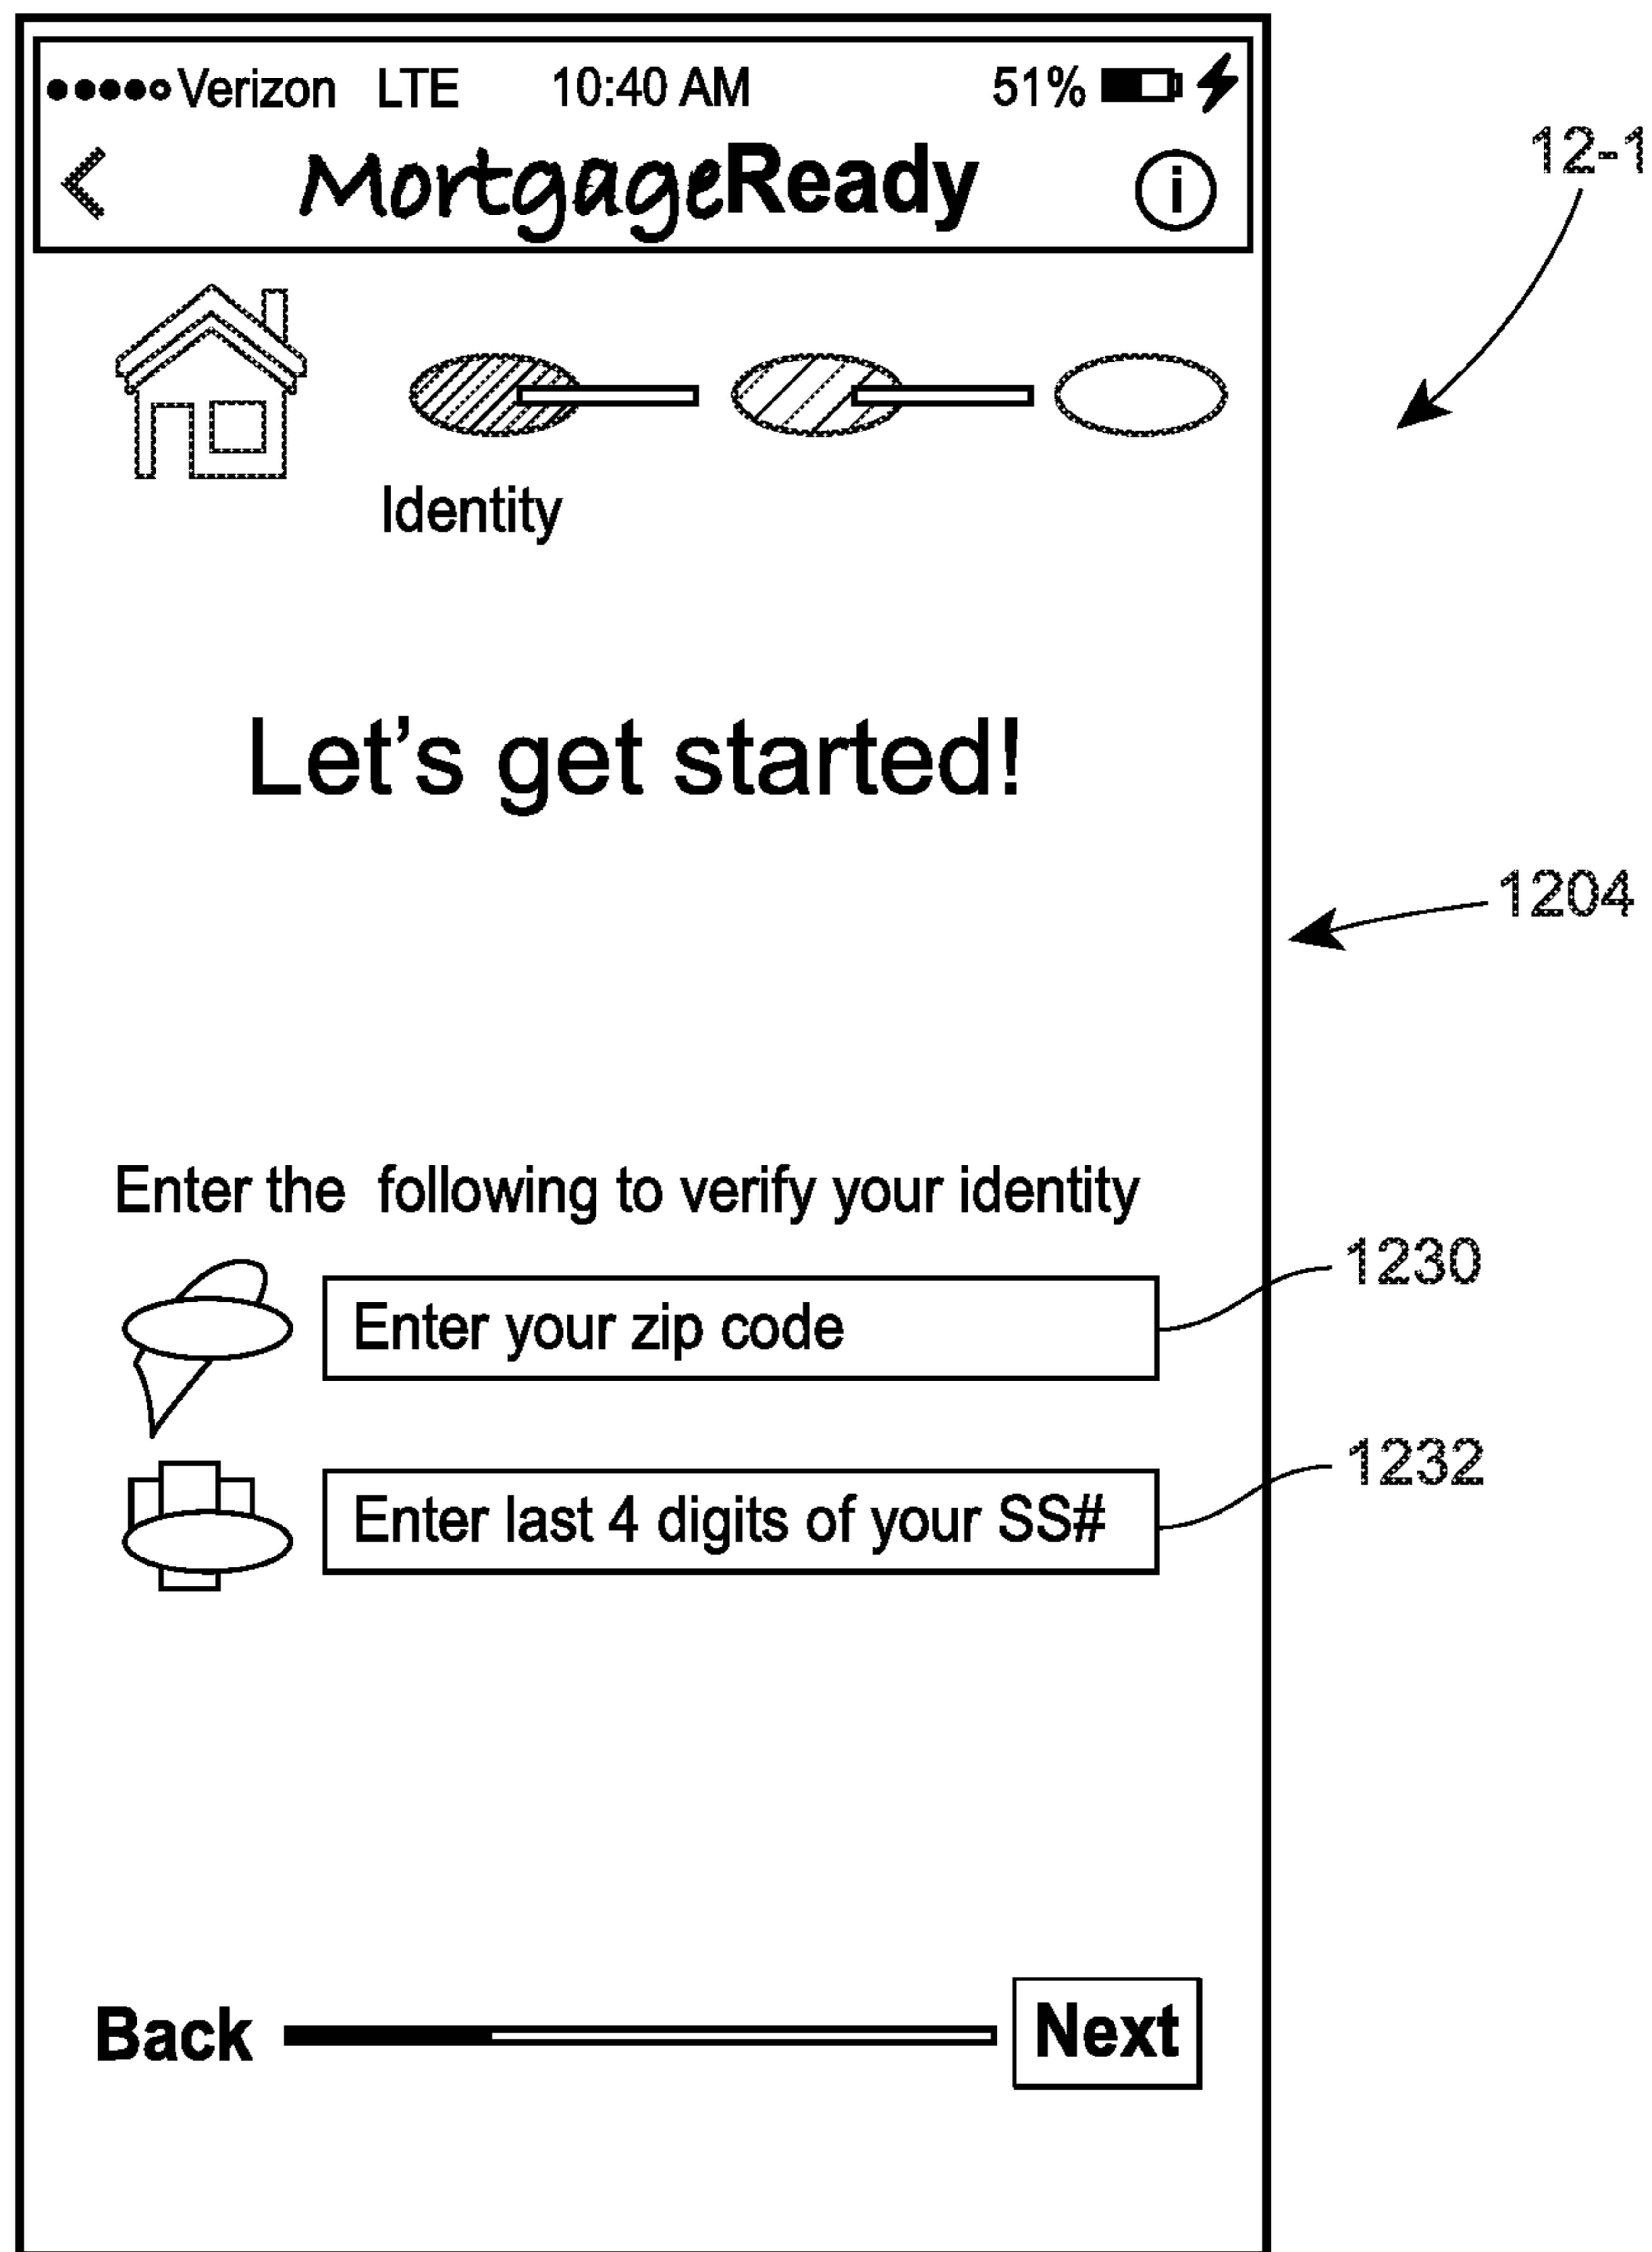 Verizon LTE 10:40 AM 51%
MortgageReady i
12-1
Identity
Let's get started!
1204
Enter the following to verify your identity
1230
Enter your zip code
1232
Enter last 4 digits of your SS#
Back Next